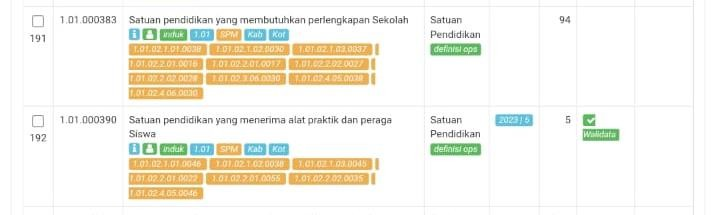 191
1.01.000383
Satuan pendidikan yang membutuhkan perlengkapan Sekolah
Induk 1.01 SPM Kab Kot
1.01.02.1.01.0038 1.01.02.1.02.0030 1.01.02.1.03.0037
1.01.02.2.01.0016 1.01.02.2.01.0017 1.01.02.2.02.0027
1.01.02.2.02.0028 1.01.02.3.06.0030 1.01.02.4.05.0038
1.01.02.4.06.0030
Satuan
Pendidikan
definisi ops
94
192
1.01.000390
Satuan pendidikan yang menerima alat praktik dan peraga
Siswa
Induk 1.01 SPM Kab Kot
1.01.02.1.01.0046 1.01.02.1.02.0038 1.01.02.1.03.0045
1.01.02.2.01.0022 1.01.02.2.01.0055 1.01.02.2.02.0035
1.01.02.4.05.0046
Satuan
Pendidikan
definisi ops
2023 | 5
5
Walidata